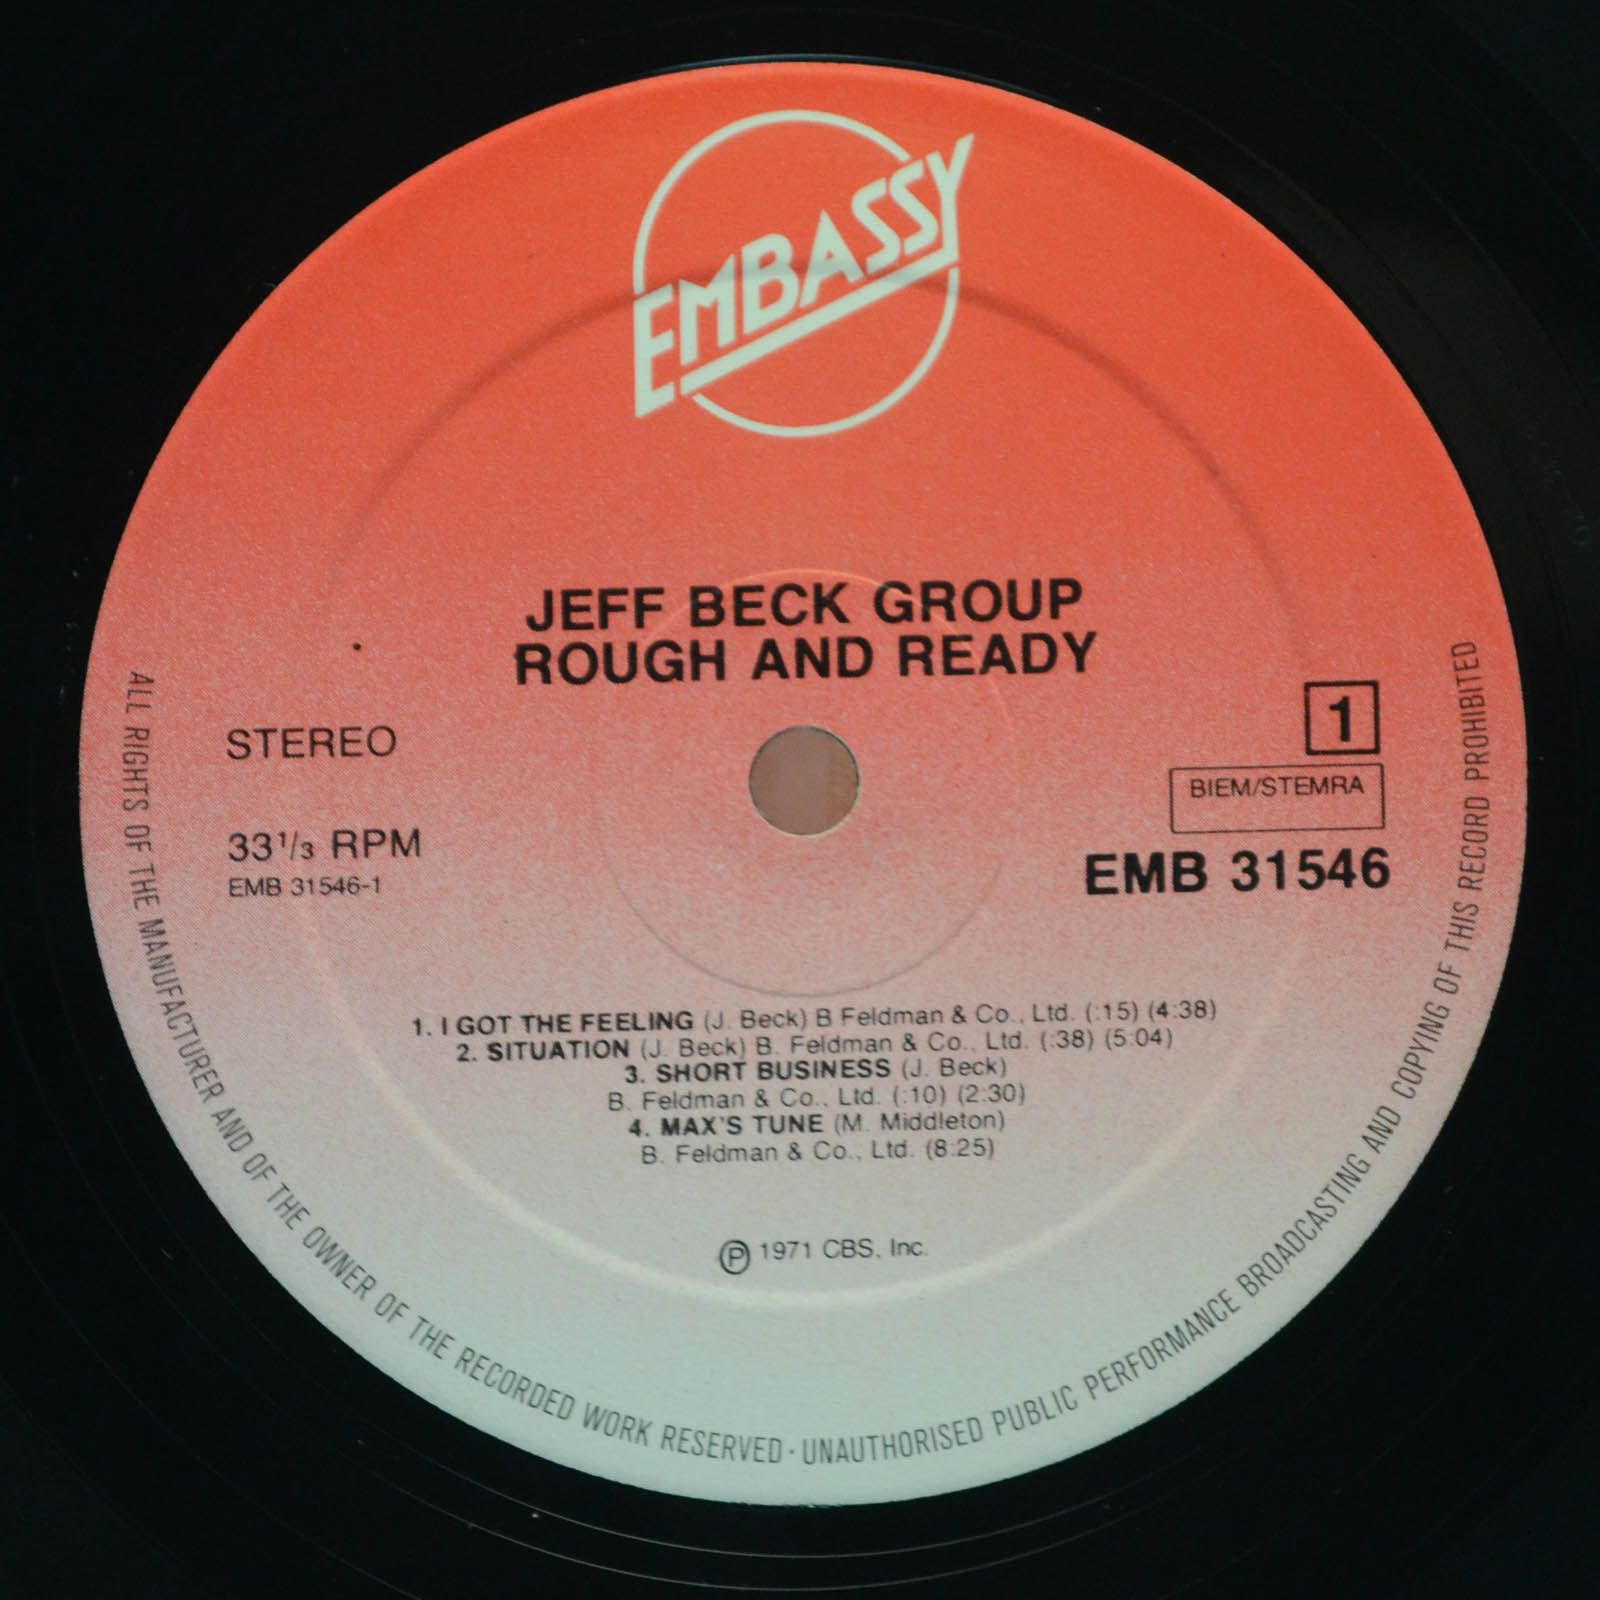 EMBASSY
JEFF BECK GROUP
ROUGH AND READY
STEREO
1
BIEM/STEMRA
33 1/3 RPM
EMB 31546
EMB 31546-1
1. I GOT THE FEELING (J. Beck) B Feldman & Co., Ltd. (:15) (4:38)
2. SITUATION (J. Beck) B. Feldman & Co., Ltd. (:38) (5:04)
3. SHORT BUSINESS (J. Beck)
B. Feldman & Co., Ltd. (:10) (2:30)
4. MAX'S TUNE (M. Middleton)
B. Feldman & Co., Ltd. (8:25)
Ⓟ 1971 CBS, Inc.
ALL RIGHTS OF THE MANUFACTURER AND OF THE OWNER OF THE RECORDED WORK RESERVED · UNAUTHORISED PUBLIC PERFORMANCE BROADCASTING AND COPYING OF THIS RECORD PROHIBITED